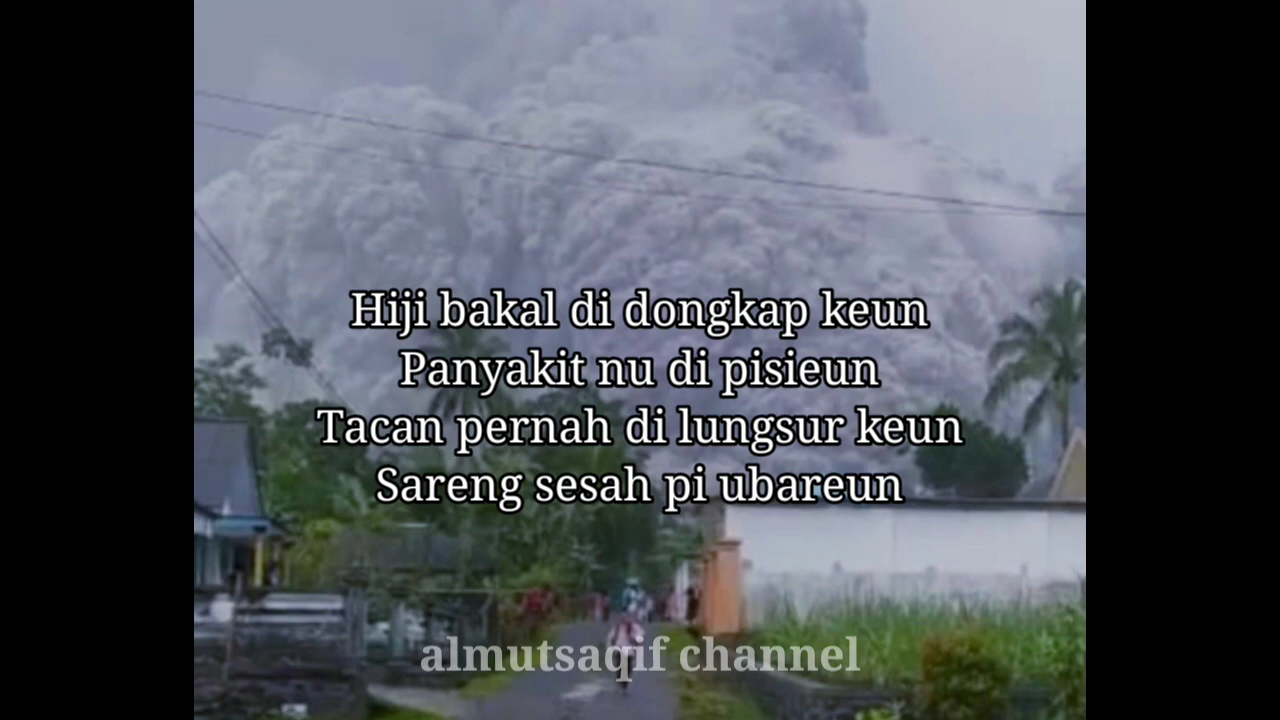 Hiji bakal di dongkap keun
Panyakit nu di pisieun
Tacan pernah di lungsur keun
Sareng sesah pi ubareun
almutsaqif channel